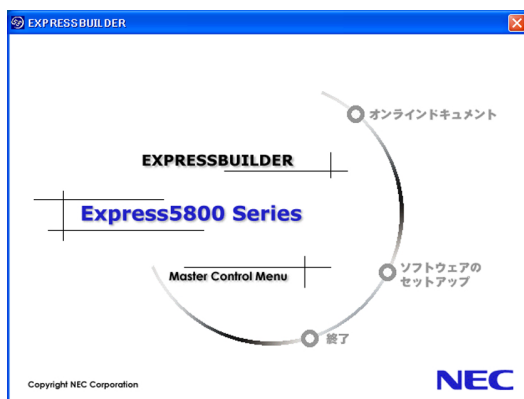 EXPRESSBUILDER
オンラインドキュメント
EXPRESSBUILDER
Express5800 Series
Master Control Menu
ソフトウェアの
セットアップ
終了
Copyright NEC Corporation
NEC